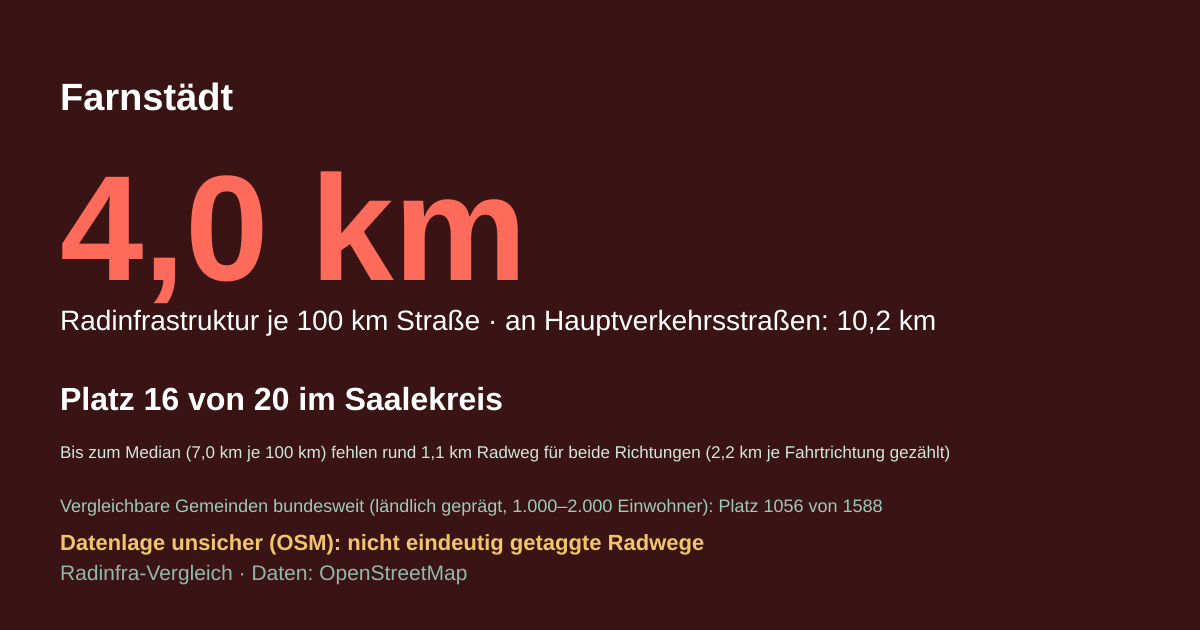 Farnstädt
4,0 km
Radinfrastruktur je 100 km Straße · an Hauptverkehrsstraßen: 10,2 km
Platz 16 von 20 im Saalekreis
Bis zum Median (7,0 km je 100 km) fehlen rund 1,1 km Radweg für beide Richtungen (2,2 km je Fahrtrichtung gezählt)
Vergleichbare Gemeinden bundesweit (ländlich geprägt, 1.000–2.000 Einwohner): Platz 1056 von 1588
Datenlage unsicher (OSM): nicht eindeutig getaggte Radwege
Radinfra-Vergleich · Daten: OpenStreetMap